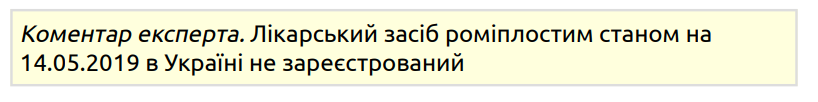 Коментар експерта. Лікарський засіб роміплостим станом на
14.05.2019 в Україні не зареєстрований